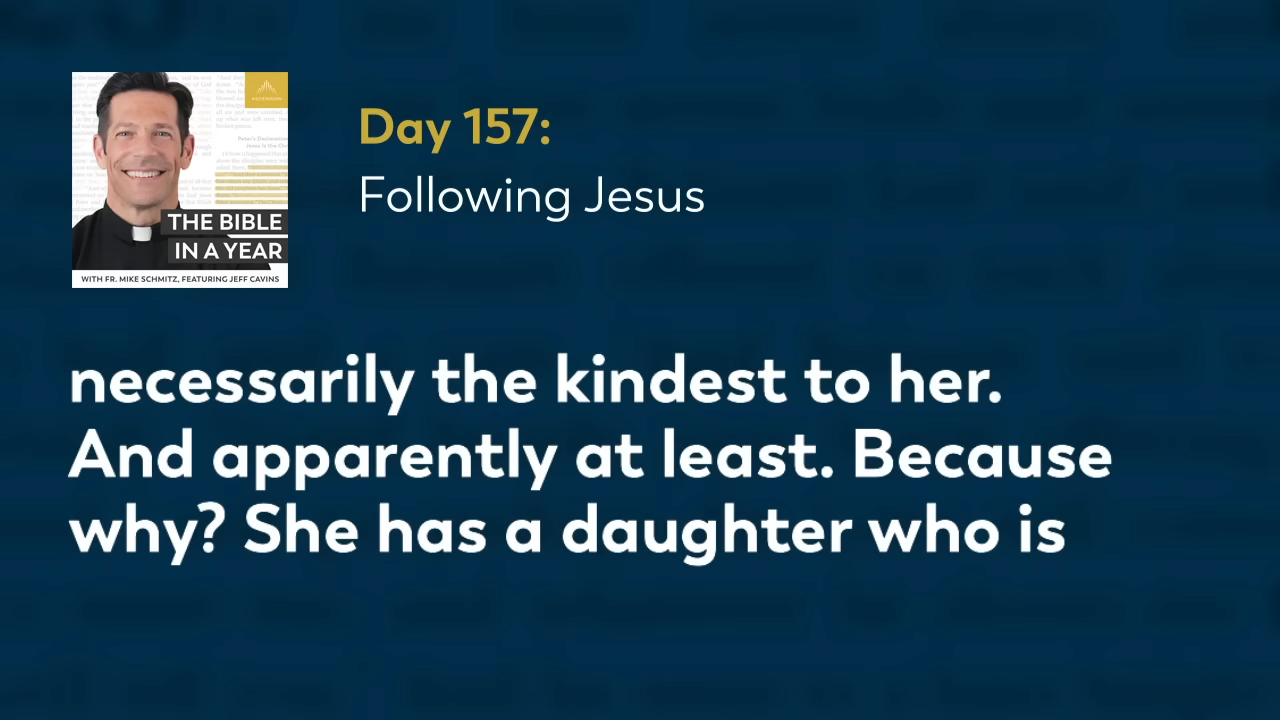 ASCENSION
THE BIBLE
IN A YEAR
WITH FR. MIKE SCHMITZ, FEATURING JEFF CAVINS
Day 157:
Following Jesus
necessarily the kindest to her.
And apparently at least. Because
why? She has a daughter who is